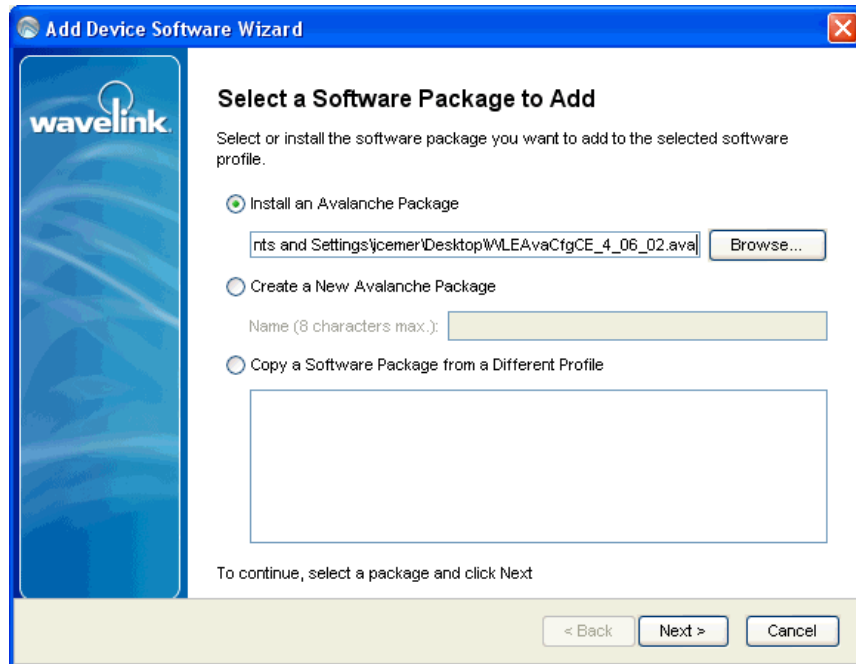 Add Device Software Wizard
wavelink
Select a Software Package to Add
Select or install the software package you want to add to the selected software
profile.
Install an Avalanche Package
nts and Settings\jcemer\Desktop\WLEAvaCfgCE_4_06_02.ava Browse...
Create a New Avalanche Package
Name (8 characters max.):
Copy a Software Package from a Different Profile
To continue, select a package and click Next
< Back Next > Cancel